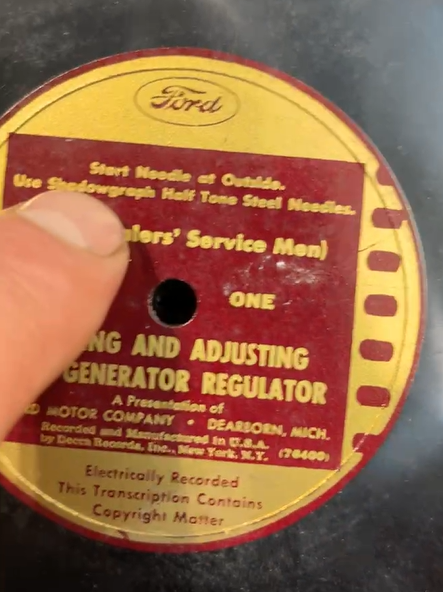 Ford
Start Needle at Outside.
Use Shadowgraph Half Tone Steel Needles.
Service Men)
ONE
AND ADJUSTING
GENERATOR REGULATOR
A Presentation of
MOTOR COMPANY • DEARBORN, MICH.
Recorded and Manufactured in U.S.A.
by Decca Records, Inc., New York, N.Y. (76400)
Electrically Recorded
This Transcription Contains
Copyright Matter